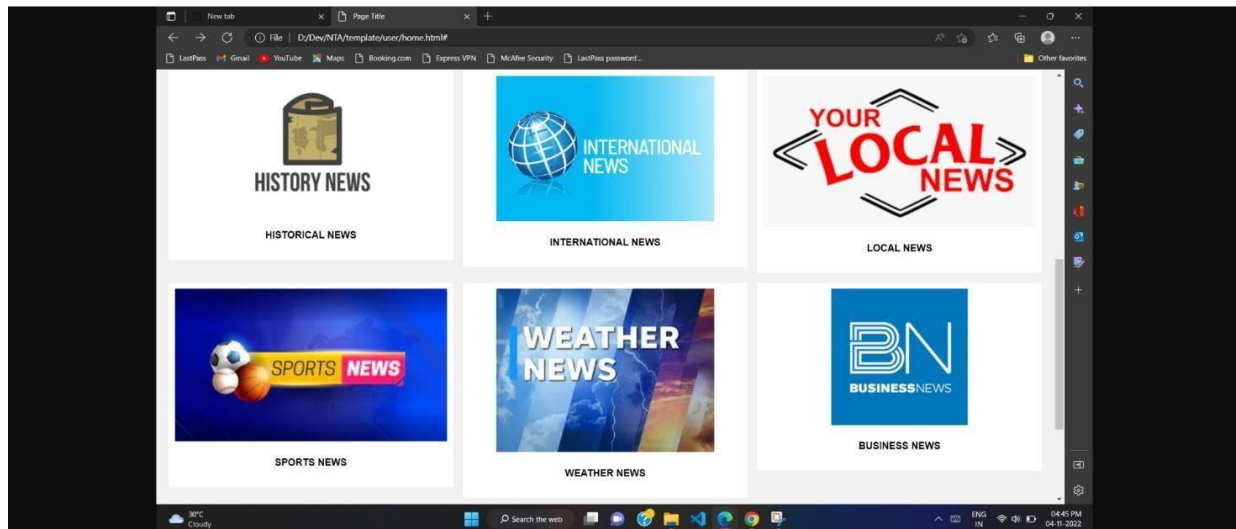 New tab
Page Title
File
D:/Dev/NTA/template/user/home.html#
LastPass
Gmail
YouTube
Maps
Booking.com
Express VPN
McAfee Security
LastPass password...
Other favorites
HISTORY NEWS
HISTORICAL NEWS
INTERNATIONAL
NEWS
INTERNATIONAL NEWS
YOUR
LOCAL
NEWS
LOCAL NEWS
SPORTS NEWS
SPORTS NEWS
WEATHER
NEWS
WEATHER NEWS
BN
BUSINESSNEWS
BUSINESS NEWS
30°C
Cloudy
Search the web
ENG
IN
04:45 PM
04-11-2022